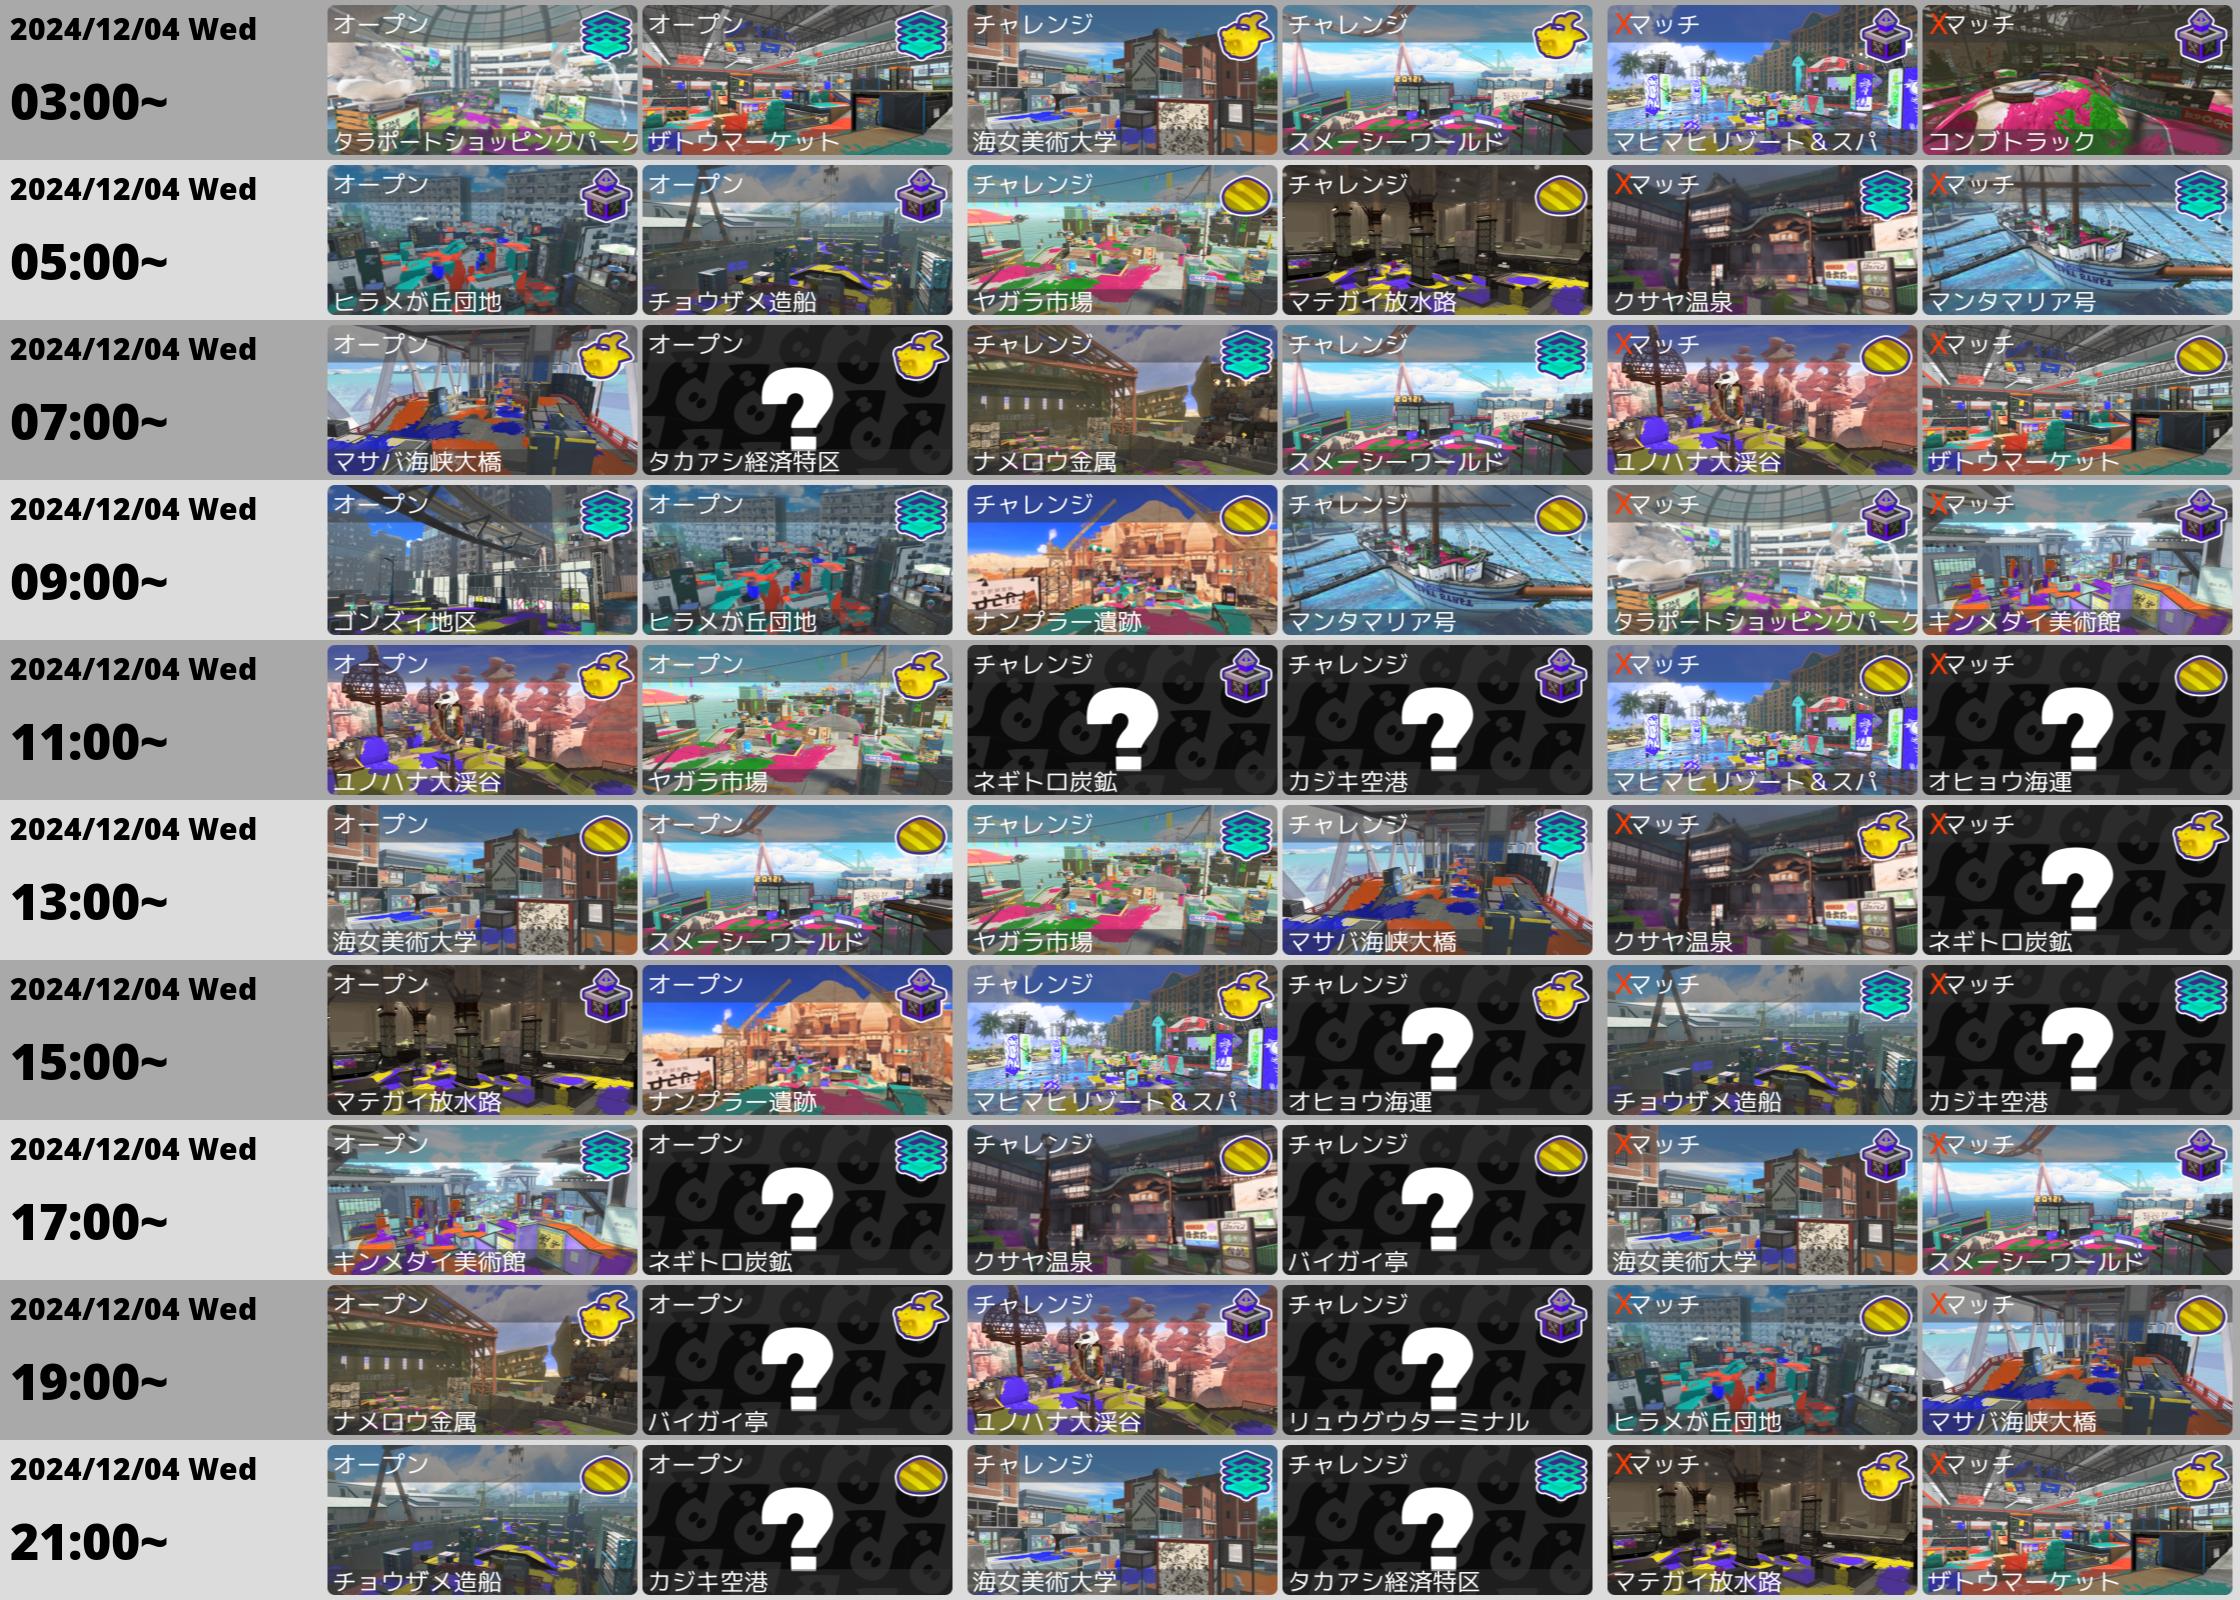 2024/12/04 Wed
03:00~
オープン
オープン
チャレンジ
チャレンジ
Xマッチ
Xマッチ
タラポートショッピングパーク
ザトウマーケット
海女美術大学
スメーシーワールド
マヒマヒリゾート＆スパ
コンブトラック
2024/12/04 Wed
05:00~
オープン
オープン
チャレンジ
チャレンジ
Xマッチ
Xマッチ
ヒラメが丘団地
チョウザメ造船
ヤガラ市場
マテガイ放水路
クサヤ温泉
マンタマリア号
2024/12/04 Wed
07:00~
オープン
オープン
チャレンジ
チャレンジ
Xマッチ
Xマッチ
?
マサバ海峡大橋
タカアシ経済特区
ナメロウ金属
スメーシーワールド
ユノハナ大渓谷
ザトウマーケット
2024/12/04 Wed
09:00~
オープン
オープン
チャレンジ
チャレンジ
Xマッチ
Xマッチ
ゴンズイ地区
ヒラメが丘団地
ナンプラー遺跡
マンタマリア号
タラポートショッピングパーク
キンメダイ美術館
2024/12/04 Wed
11:00~
オープン
オープン
チャレンジ
チャレンジ
Xマッチ
Xマッチ
?
?
?
ユノハナ大渓谷
ヤガラ市場
ネギトロ炭鉱
カジキ空港
マヒマヒリゾート＆スパ
オヒョウ海運
2024/12/04 Wed
13:00~
オープン
オープン
チャレンジ
チャレンジ
Xマッチ
Xマッチ
?
海女美術大学
スメーシーワールド
ヤガラ市場
マサバ海峡大橋
クサヤ温泉
ネギトロ炭鉱
2024/12/04 Wed
15:00~
オープン
オープン
チャレンジ
チャレンジ
Xマッチ
Xマッチ
?
?
マテガイ放水路
ナンプラー遺跡
マヒマヒリゾート＆スパ
オヒョウ海運
チョウザメ造船
カジキ空港
2024/12/04 Wed
17:00~
オープン
オープン
チャレンジ
チャレンジ
Xマッチ
Xマッチ
?
?
キンメダイ美術館
ネギトロ炭鉱
クサヤ温泉
バイガイ亭
海女美術大学
スメーシーワールド
2024/12/04 Wed
19:00~
オープン
オープン
チャレンジ
チャレンジ
Xマッチ
Xマッチ
?
?
ナメロウ金属
バイガイ亭
ユノハナ大渓谷
リュウグウターミナル
ヒラメが丘団地
マサバ海峡大橋
2024/12/04 Wed
21:00~
オープン
オープン
チャレンジ
チャレンジ
Xマッチ
Xマッチ
?
?
チョウザメ造船
カジキ空港
海女美術大学
タカアシ経済特区
マテガイ放水路
ザトウマーケット